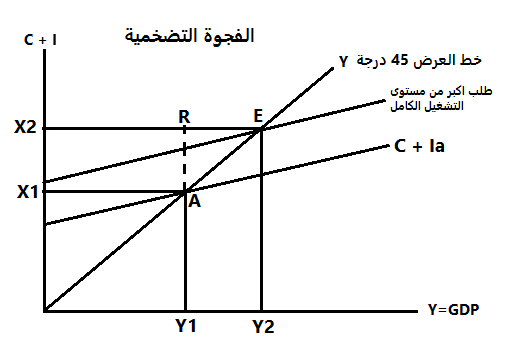 الفجوة التضخمية
C + I
Y خط العرض 45 درجة
طلب اكبر من مستوى
التشغيل الكامل
X2
R
E
C + Ia
X1
A
Y=GDP
Y1
Y2